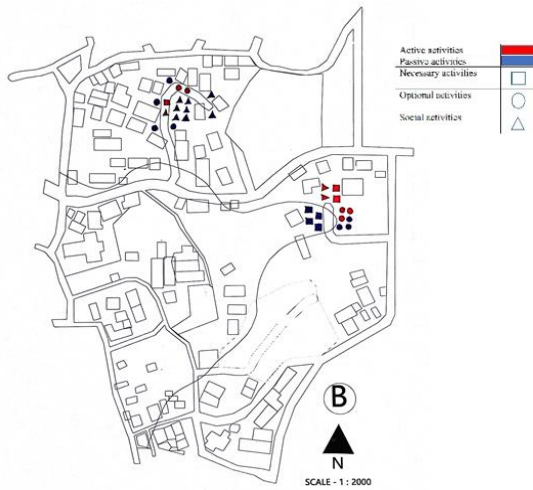 Active activities
Passive activities
Necessary activities
Optional activities
Social activities
B
N
SCALE - 1 : 2000